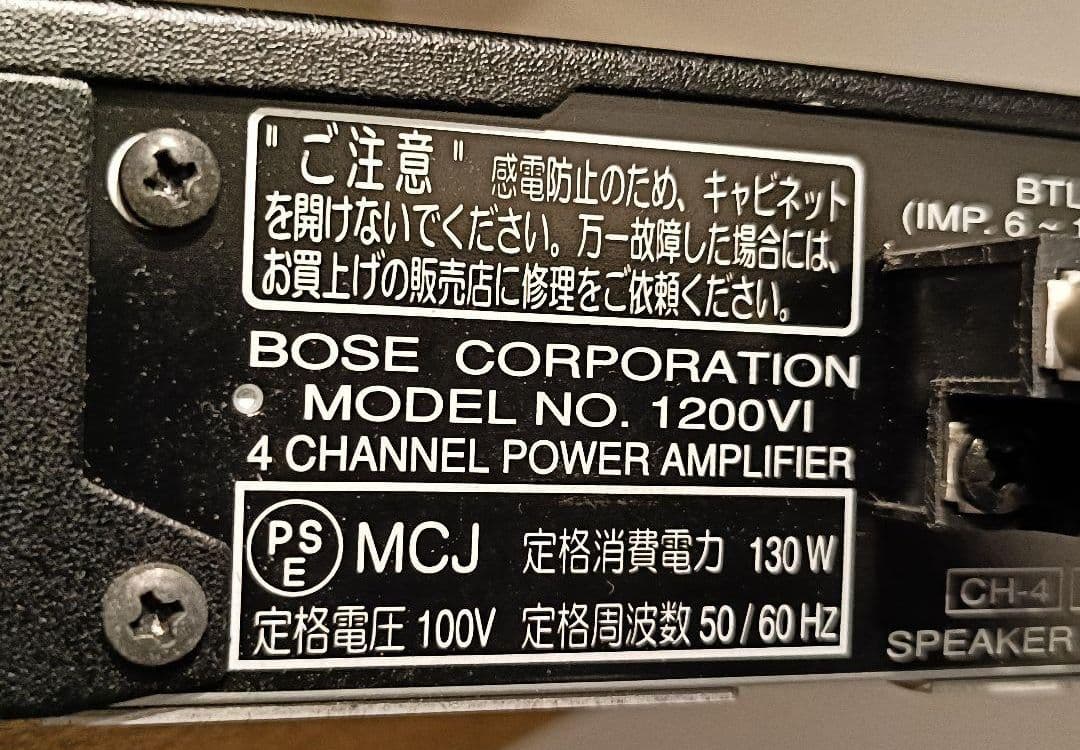 "ご注意" 感電防止のため、キャビネット
を開けないでください。万一故障した場合には、
お買上げの販売店に修理をご依頼ください。
BOSE CORPORATION
MODEL NO. 1200VI
4 CHANNEL POWER AMPLIFIER
PSE MCJ 定格消費電力 130W
定格電圧 100V 定格周波数 50/60Hz
BTL
(IMP. 6 ~
CH-4
SPEAKER